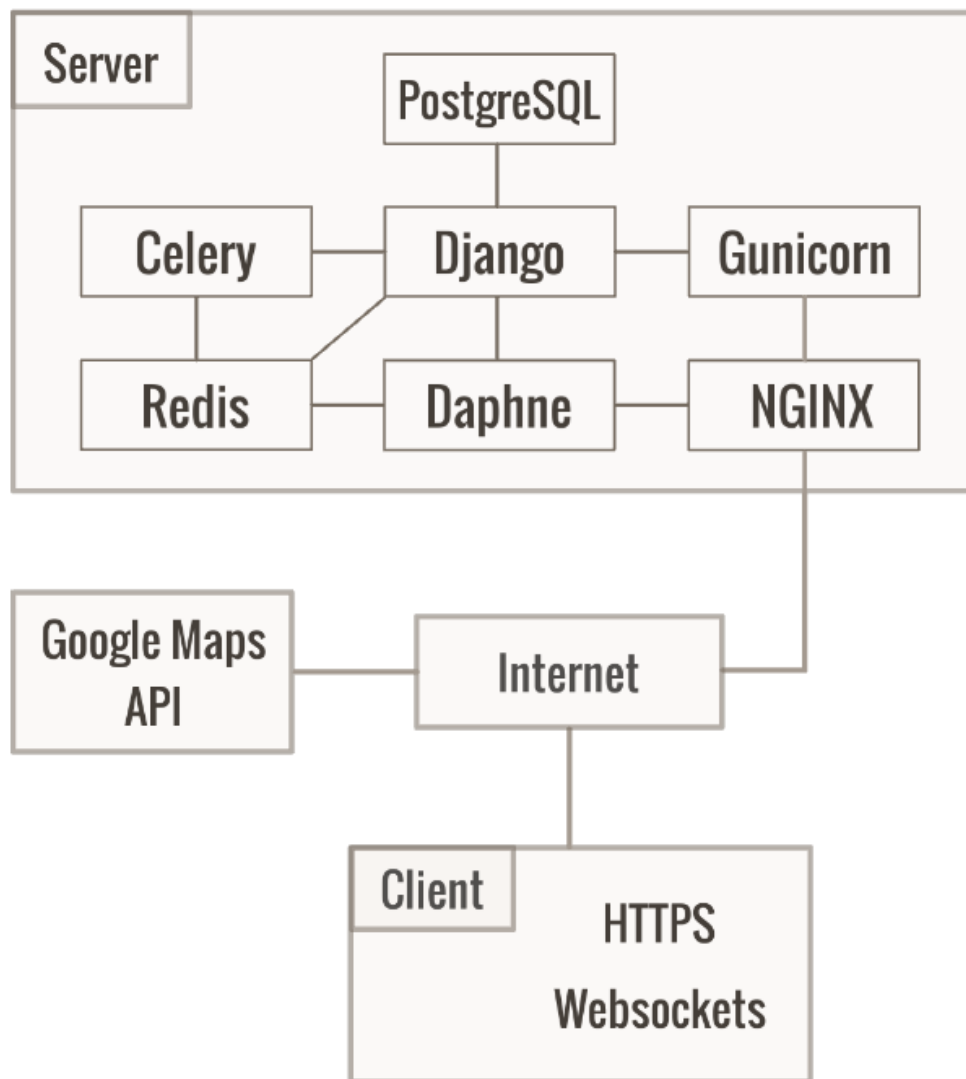 Server
PostgreSQL
Celery
Django
Gunicorn
Redis
Daphne
NGINX
Google Maps
API
Internet
Client
HTTPS
Websockets